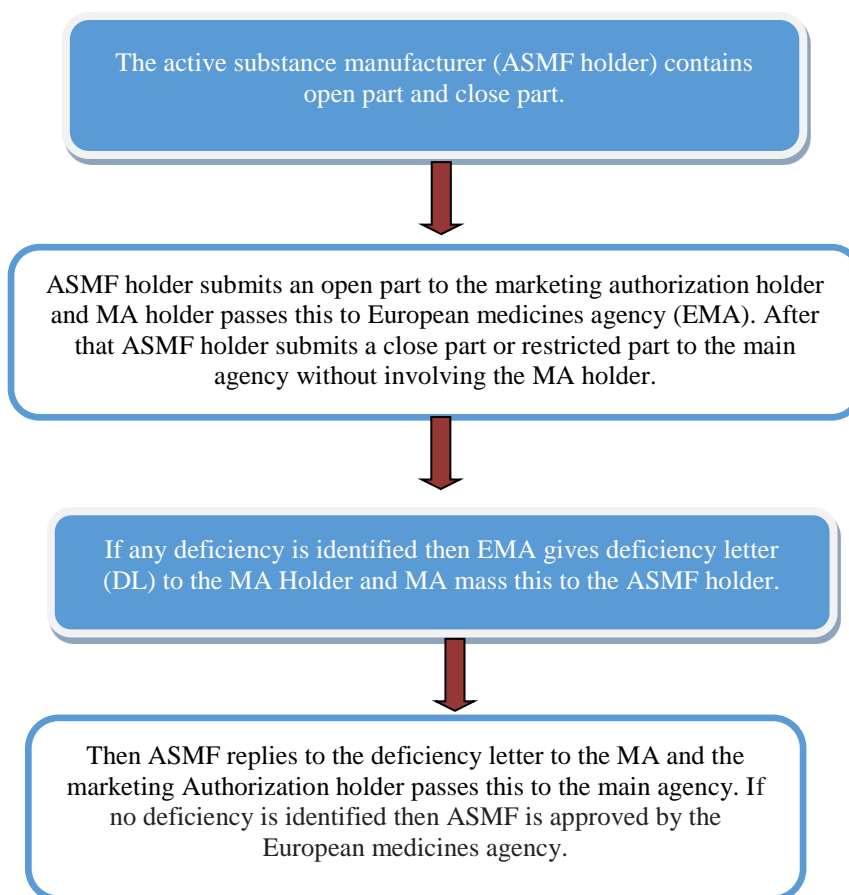 The active substance manufacturer (ASMF holder) contains
open part and close part.
ASMF holder submits an open part to the marketing authorization holder
and MA holder passes this to European medicines agency (EMA). After
that ASMF holder submits a close part or restricted part to the main
agency without involving the MA holder.
If any deficiency is identified then EMA gives deficiency letter
(DL) to the MA Holder and MA mass this to the ASMF holder.
Then ASMF replies to the deficiency letter to the MA and the
marketing Authorization holder passes this to the main agency. If
no deficiency is identified then ASMF is approved by the
European medicines agency.